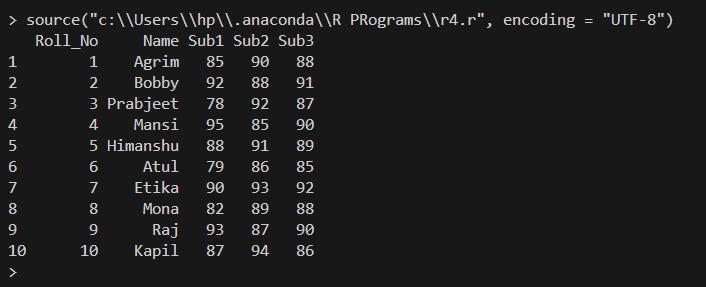 > source("c:\\Users\\hp\\.anaconda\\R PRograms\\r4.r", encoding = "UTF-8")
   Roll_No     Name Sub1 Sub2 Sub3
1        1    Agrim   85   90   88
2        2    Bobby   92   88   91
3        3 Prabjeet   78   92   87
4        4    Mansi   95   85   90
5        5 Himanshu   88   91   89
6        6     Atul   79   86   85
7        7   Etika   90   93   92
8        8     Mona   82   89   88
9        9      Raj   93   87   90
10      10    Kapil   87   94   86
>